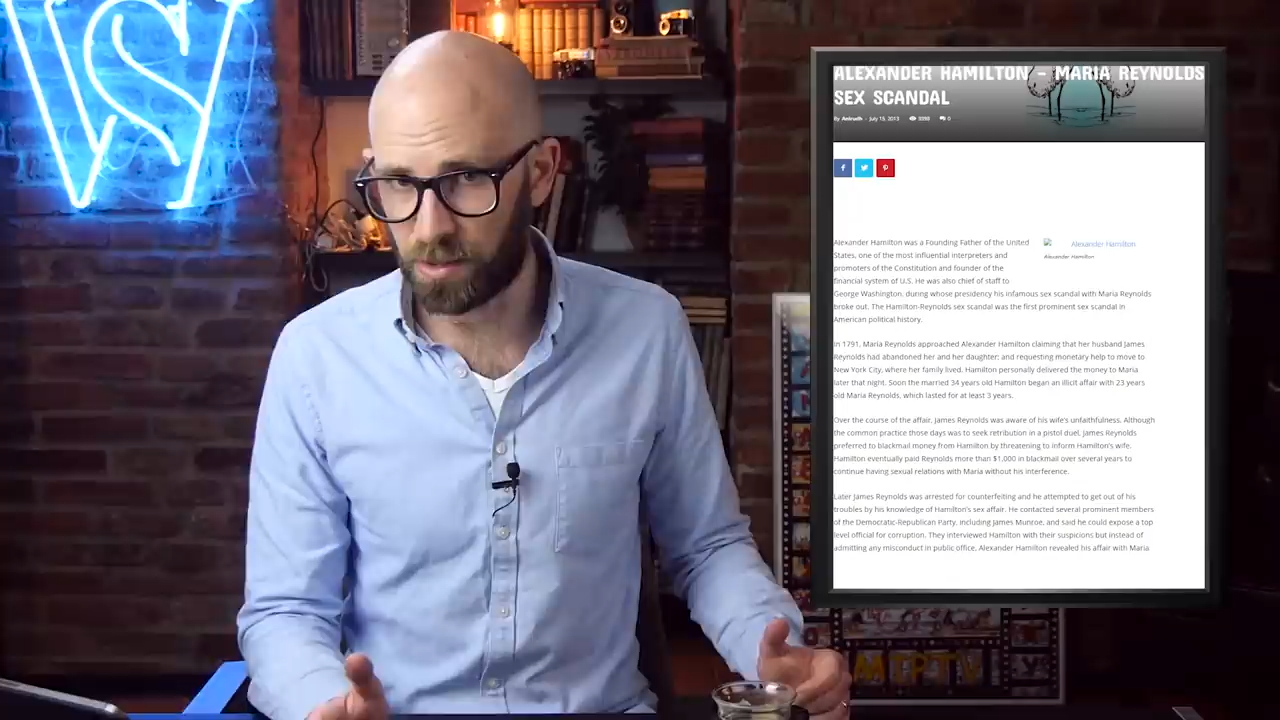 ALEXANDER HAMILTON – MARIA REYNOLDS
SEX SCANDAL
By Anirudh - July 15, 2013 3398 0
Alexander Hamilton was a Founding Father of the United
States, one of the most influential interpreters and
promoters of the Constitution and founder of the
financial system of U.S. He was also chief of staff to
George Washington, during whose presidency his infamous sex scandal with Maria Reynolds
broke out. The Hamilton-Reynolds sex scandal was the first prominent sex scandal in
American political history.
Alexander Hamilton
Alexander Hamilton
In 1791, Maria Reynolds approached Alexander Hamilton claiming that her husband James
Reynolds had abandoned her and her daughter; and requesting monetary help to move to
New York City, where her family lived. Hamilton personally delivered the money to Maria
later that night. Soon the married 34 years old Hamilton began an illicit affair with 23 years
old Maria Reynolds, which lasted for at least 3 years.
Over the course of the affair, James Reynolds was aware of his wife's unfaithfulness. Although
the common practice those days was to seek retribution in a pistol duel, James Reynolds
preferred to blackmail money from Hamilton by threatening to inform Hamilton's wife.
Hamilton eventually paid Reynolds more than $1,000 in blackmail over several years to
continue having sexual relations with Maria without his interference.
Later James Reynolds was arrested for counterfeiting and he attempted to get out of his
troubles by his knowledge of Hamilton's sex affair. He contacted several prominent members
of the Democratic-Republican Party, including James Munroe, and said he could expose a top
level official for corruption. They interviewed Hamilton with their suspicions but instead of
admitting any misconduct in public office, Alexander Hamilton revealed his affair with Maria
WS
MIPTV